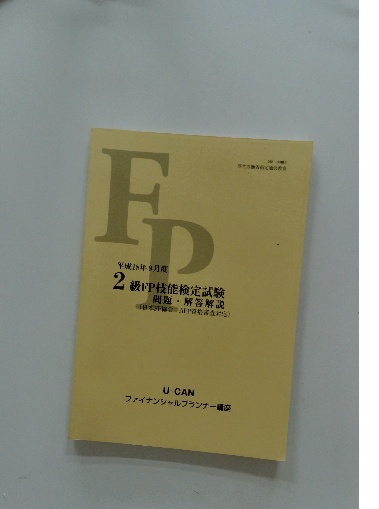 FP
平成18年9月度
2級FP技能検定試験
問題・解答解説
U-CAN
ファイナンシャルプランナー講座